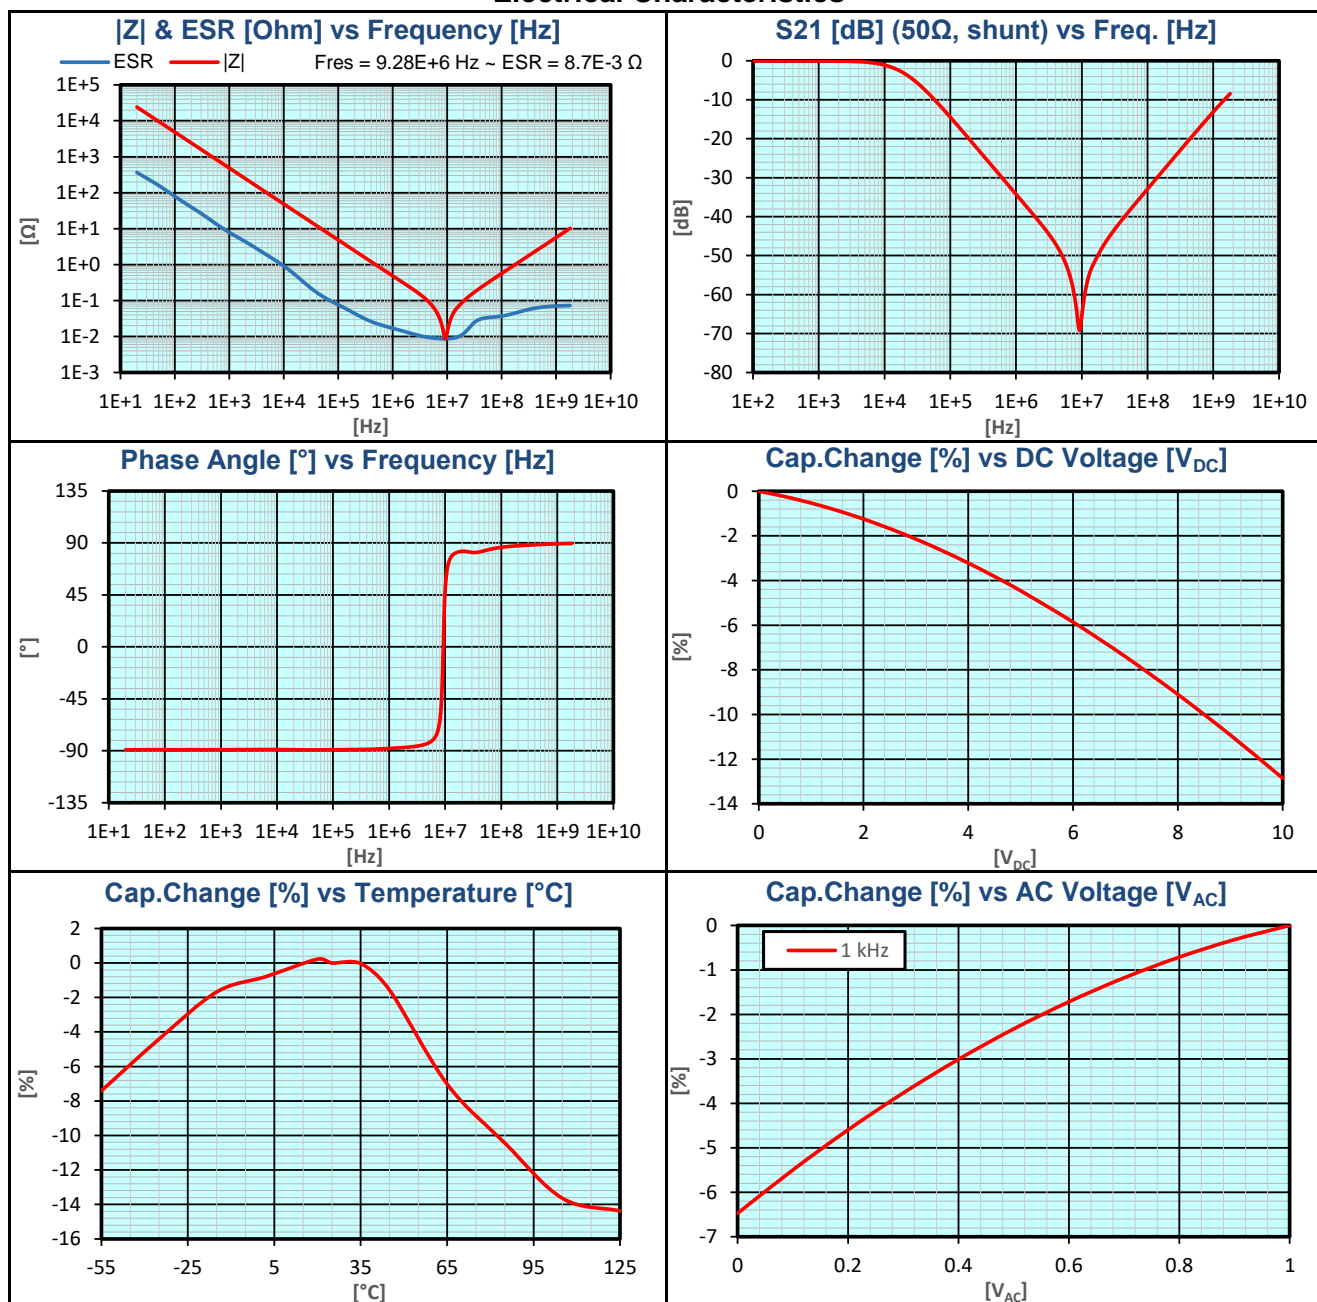 |Z| & ESR [Ohm] vs Frequency [Hz]
ESR |Z| Fres = 9.28E+6 Hz ~ ESR = 8.7E-3 Ω
1E+5
1E+4
1E+3
1E+2
1E+1
1E+0
1E-1
1E-2
1E-3
[Ω]
1E+1 1E+2 1E+3 1E+4 1E+5 1E+6 1E+7 1E+8 1E+9 1E+10
[Hz]
S21 [dB] (50Ω, shunt) vs Freq. [Hz]
0
-10
-20
-30
-40
-50
-60
-70
-80
[dB]
1E+2 1E+3 1E+4 1E+5 1E+6 1E+7 1E+8 1E+9 1E+10
[Hz]
Phase Angle [°] vs Frequency [Hz]
135
90
45
0
-45
-90
-135
[°]
1E+1 1E+2 1E+3 1E+4 1E+5 1E+6 1E+7 1E+8 1E+9 1E+10
[Hz]
Cap.Change [%] vs DC Voltage [VDC]
0
-2
-4
-6
-8
-10
-12
-14
[%]
0 2 4 6 8 10
[VDC]
Cap.Change [%] vs Temperature [°C]
2
0
-2
-4
-6
-8
-10
-12
-14
-16
[%]
-55 -25 5 35 65 95 125
[°C]
Cap.Change [%] vs AC Voltage [VAC]
1 kHz
0
-1
-2
-3
-4
-5
-6
-7
[%]
0 0.2 0.4 0.6 0.8 1
[VAC]